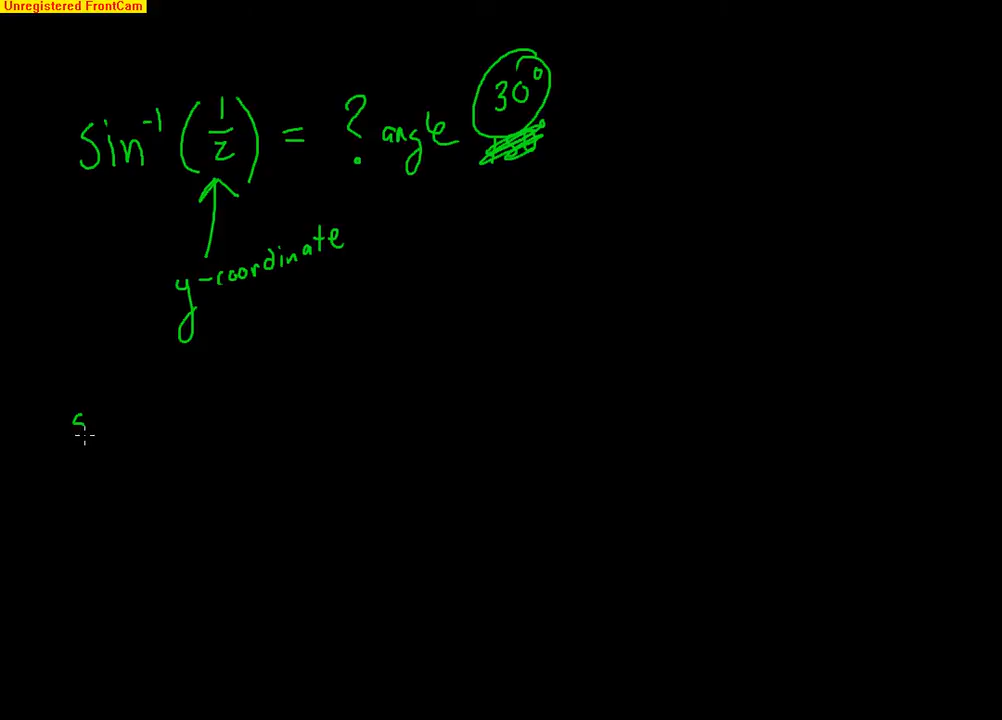 Unregistered FrontCam
sin⁻¹ (1/2) = ? angle 30°
y-coordinate
s